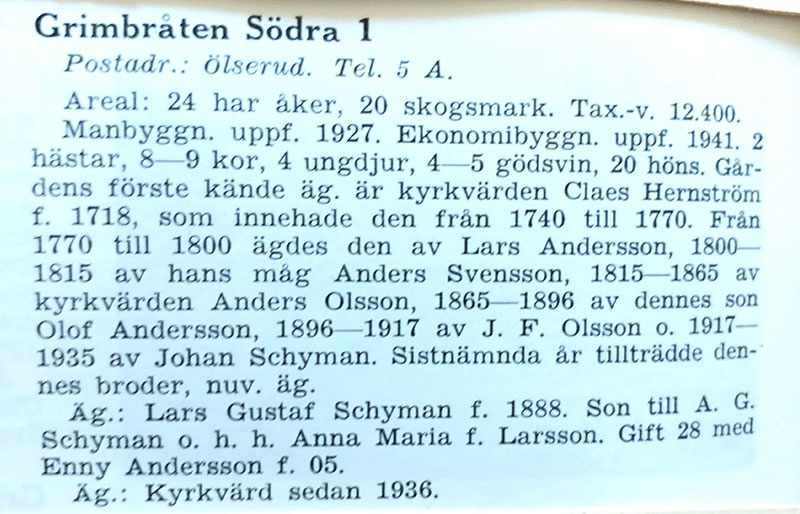 Grimbråten Södra 1
Postadr.: Ölserud. Tel. 5 A.
Areal: 24 har åker, 20 skogsmark. Tax.-v. 12.400.
Manbyggn. uppf. 1927. Ekonomibyggn. uppf. 1941. 2
hästar, 8—9 kor, 4 ungdjur, 4—5 gödsvin, 20 höns. Går-
dens förste kände äg. är kyrkvärden Claes Hernström
f. 1718, som innehade den från 1740 till 1770. Från
1770 till 1800 ägdes den av Lars Andersson, 1800—
1815 av hans måg Anders Svensson, 1815—1865 av
kyrkvärden Anders Olsson, 1865—1896 av dennes son
Olof Andersson, 1896—1917 av J. F. Olsson o. 1917—
1935 av Johan Schyman. Sistnämnda år tillträdde den-
nes broder, nuv. äg.
Äg.: Lars Gustaf Schyman f. 1888. Son till A. G.
Schyman o. h. h. Anna Maria f. Larsson. Gift 28 med
Enny Andersson f. 05.
Äg.: Kyrkvärd sedan 1936.